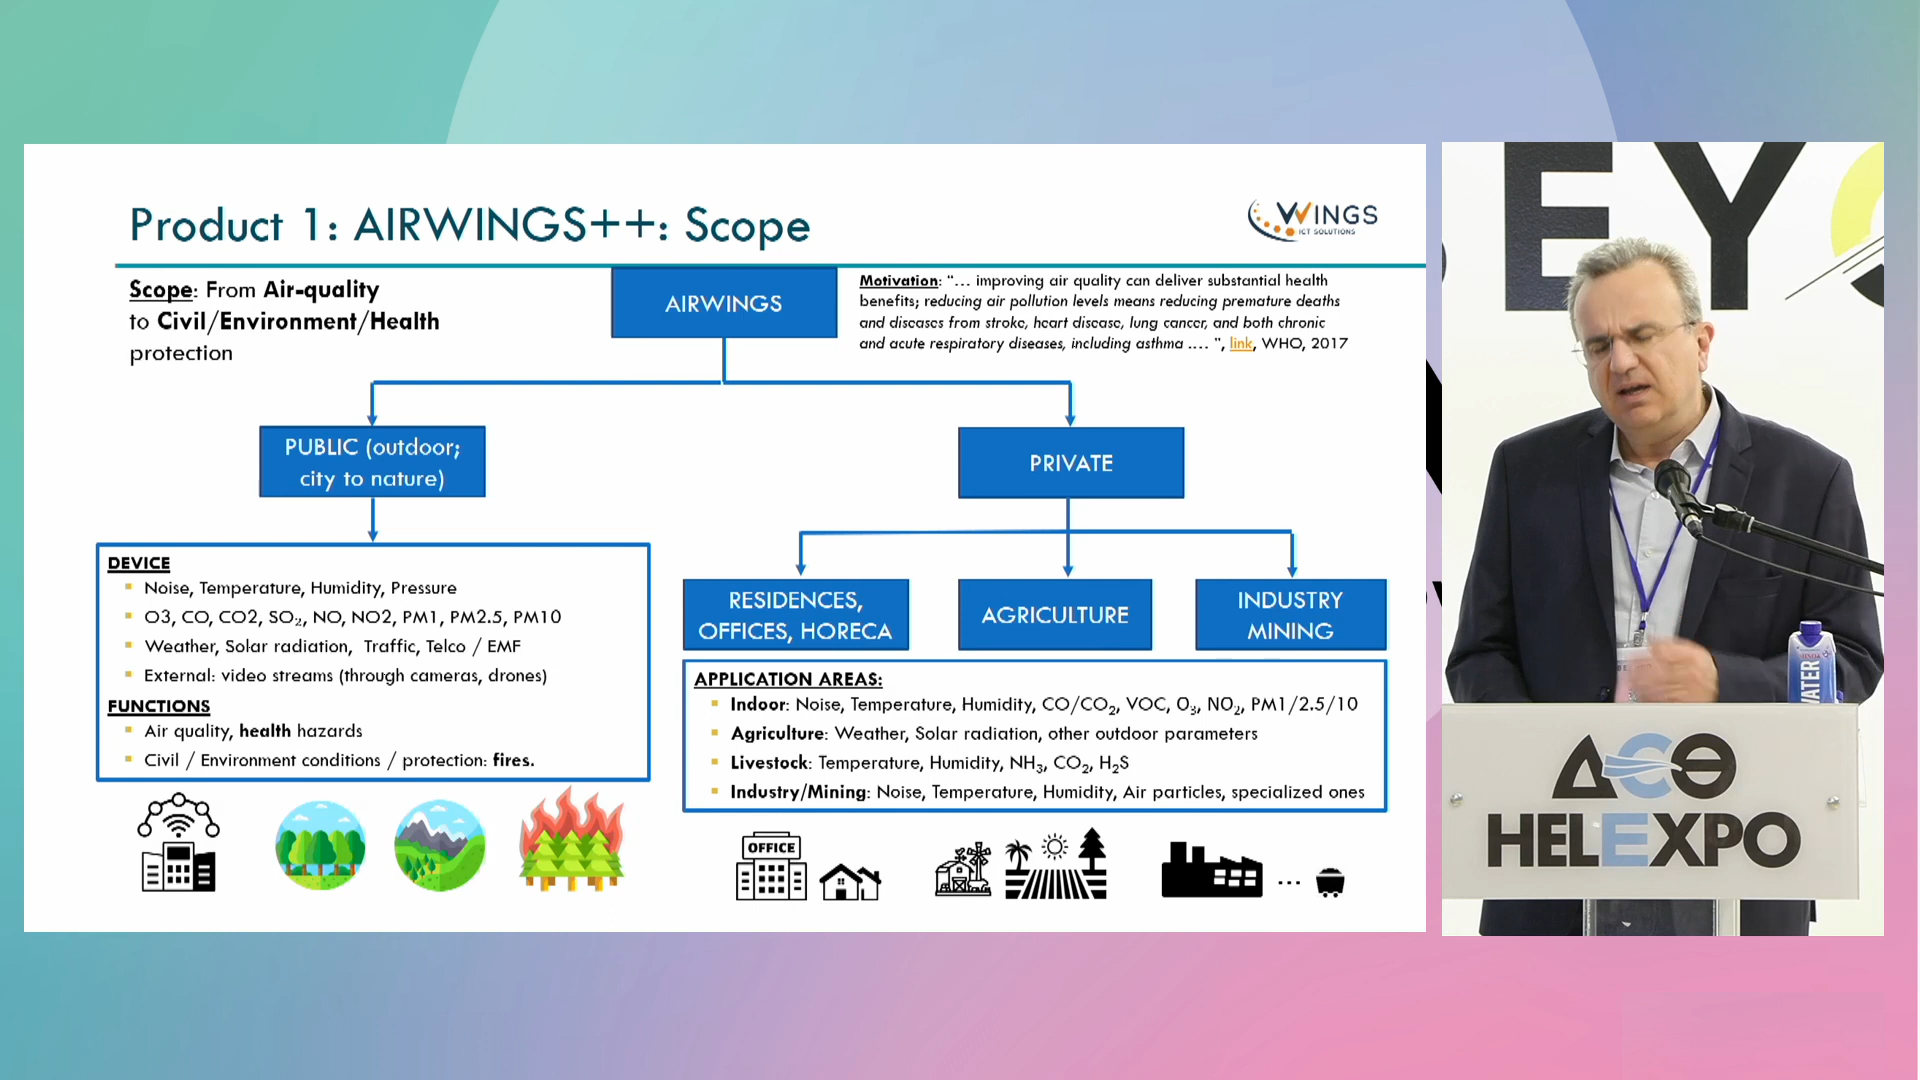 Product 1: AIRWINGS++: Scope
WINGS
ICT SOLUTIONS
Scope: From Air-quality
to Civil/Environment/Health
protection
AIRWINGS
Motivation: "… improving air quality can deliver substantial health
benefits; reducing air pollution levels means reducing premature deaths
and diseases from stroke, heart disease, lung cancer, and both chronic
and acute respiratory diseases, including asthma …. ", link, WHO, 2017
PUBLIC (outdoor;
city to nature)
PRIVATE
DEVICE
Noise, Temperature, Humidity, Pressure
O3, CO, CO2, SO₂, NO, NO2, PM1, PM2.5, PM10
Weather, Solar radiation, Traffic, Telco / EMF
External: video streams (through cameras, drones)
FUNCTIONS
Air quality, health hazards
Civil / Environment conditions / protection: fires.
RESIDENCES,
OFFICES, HORECA
AGRICULTURE
INDUSTRY
MINING
APPLICATION AREAS:
Indoor: Noise, Temperature, Humidity, CO/CO₂, VOC, O₃, NO₂, PM1/2.5/10
Agriculture: Weather, Solar radiation, other outdoor parameters
Livestock: Temperature, Humidity, NH₃, CO₂, H₂S
Industry/Mining: Noise, Temperature, Humidity, Air particles, specialized ones
OFFICE
...
EY
WATER
ΔΕΘ
HELEXPO